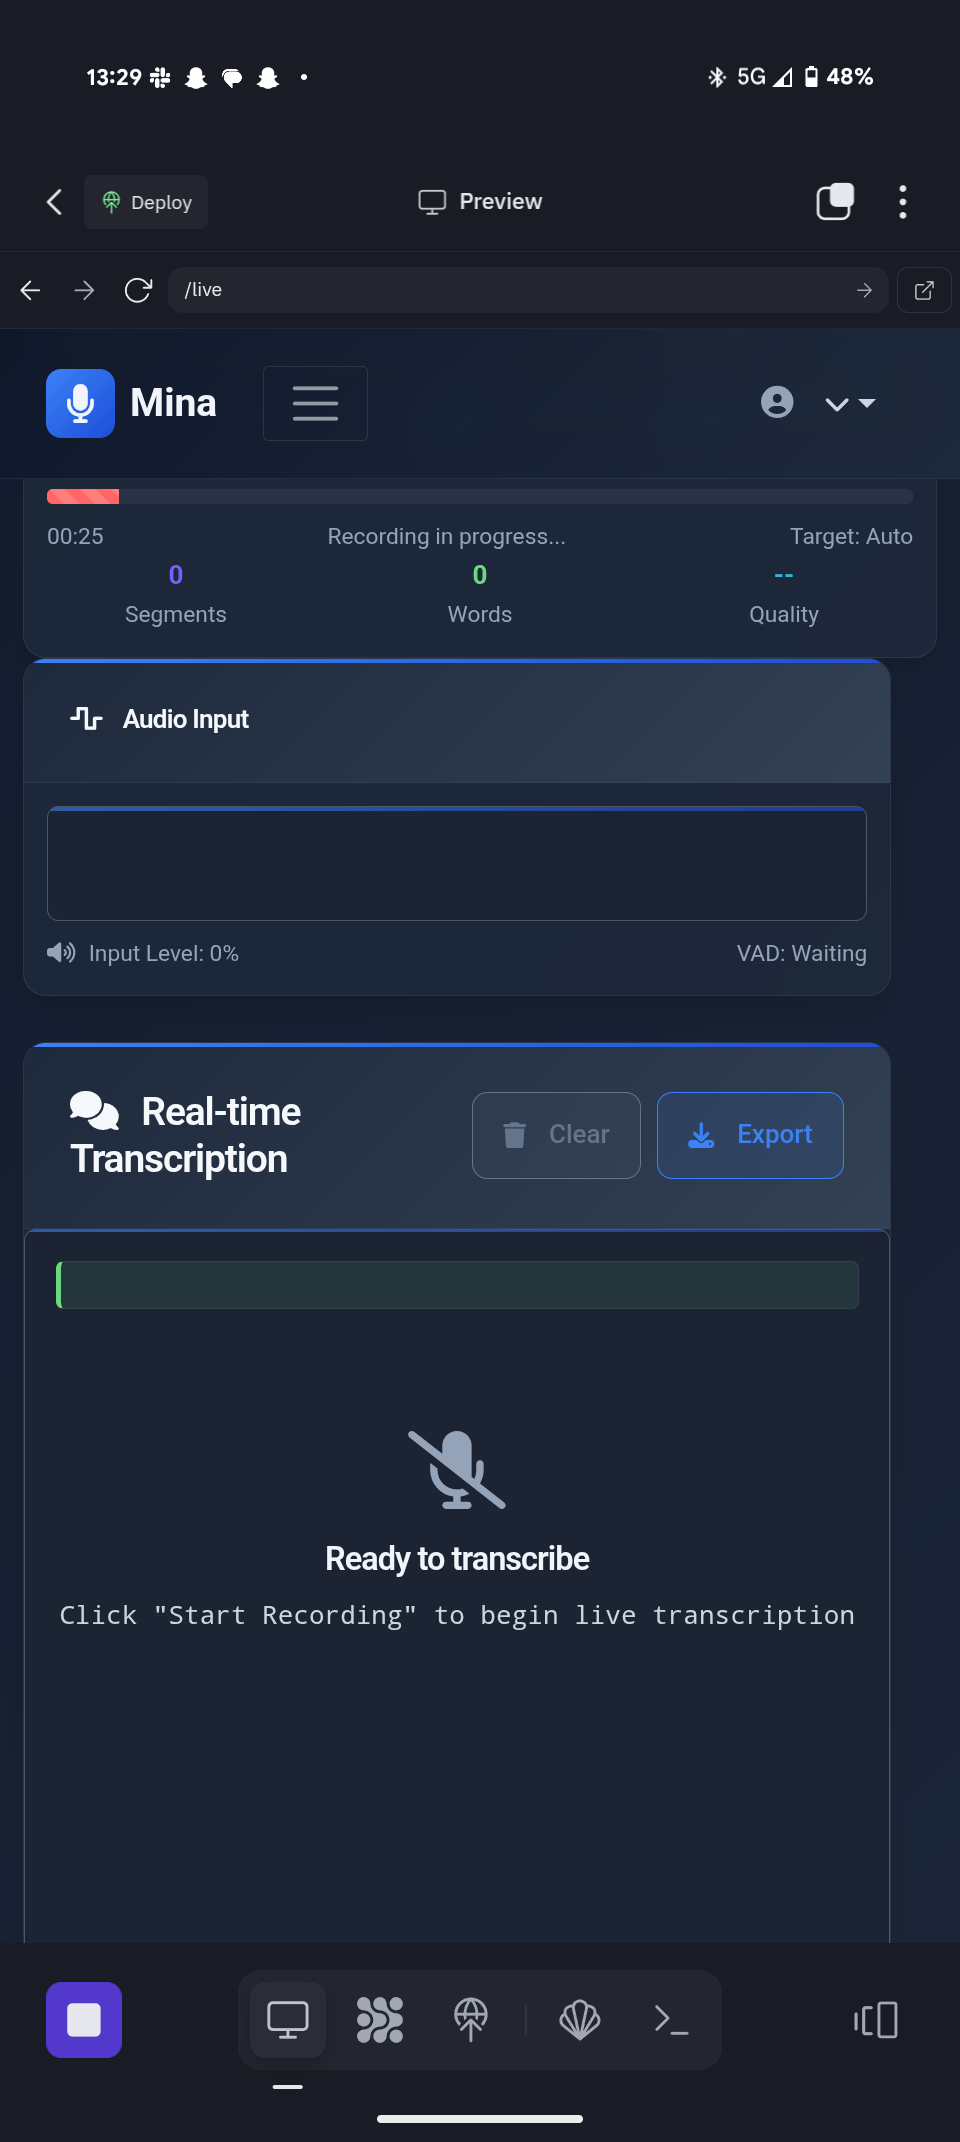 13:29
5G 48%
Deploy
Preview
/live
Mina
00:25 Recording in progress... Target: Auto
0 0 --
Segments Words Quality
Audio Input
Input Level: 0% VAD: Waiting
Real-time
Transcription
Clear Export
Ready to transcribe
Click "Start Recording" to begin live transcription